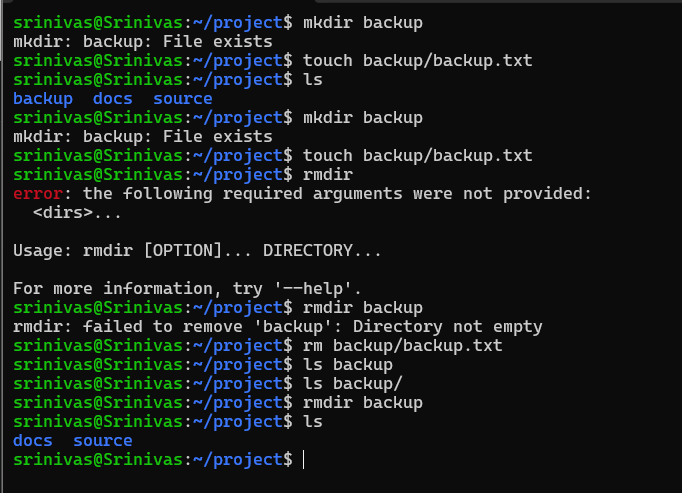 srinivas@Srinivas:~/project$ mkdir backup
mkdir: backup: File exists
srinivas@Srinivas:~/project$ touch backup/backup.txt
srinivas@Srinivas:~/project$ ls
backup  docs  source
srinivas@Srinivas:~/project$ mkdir backup
mkdir: backup: File exists
srinivas@Srinivas:~/project$ touch backup/backup.txt
srinivas@Srinivas:~/project$ rmdir
error: the following required arguments were not provided:
  <dirs>...

Usage: rmdir [OPTION]... DIRECTORY...

For more information, try '--help'.
srinivas@Srinivas:~/project$ rmdir backup
rmdir: failed to remove 'backup': Directory not empty
srinivas@Srinivas:~/project$ rm backup/backup.txt
srinivas@Srinivas:~/project$ ls backup
srinivas@Srinivas:~/project$ ls backup/
srinivas@Srinivas:~/project$ rmdir backup
srinivas@Srinivas:~/project$ ls
docs  source
srinivas@Srinivas:~/project$